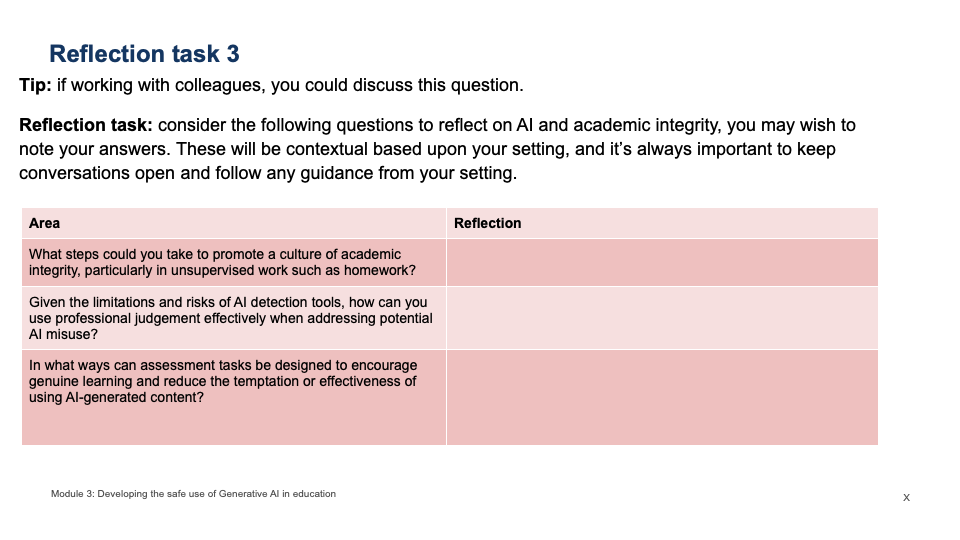 Reflection task 3
Tip: if working with colleagues, you could discuss this question.
Reflection task: consider the following questions to reflect on AI and academic integrity, you may wish to
note your answers. These will be contextual based upon your setting, and it’s always important to keep
conversations open and follow any guidance from your setting.
Area
Reflection
What steps could you take to promote a culture of academic
integrity, particularly in unsupervised work such as homework?
Given the limitations and risks of AI detection tools, how can you
use professional judgement effectively when addressing potential
AI misuse?
In what ways can assessment tasks be designed to encourage
genuine learning and reduce the temptation or effectiveness of
using AI-generated content?
Module 3: Developing the safe use of Generative AI in education
X